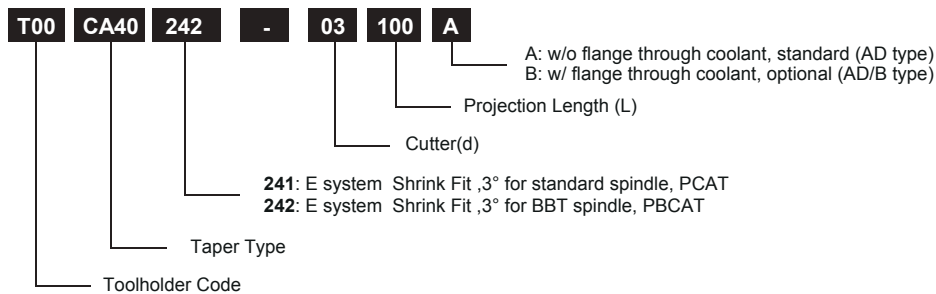 T00 CA40 242 - 03 100 A
A: w/o flange through coolant, standard (AD type)
B: w/ flange through coolant, optional (AD/B type)
Projection Length (L)
Cutter(d)
241: E system Shrink Fit ,3° for standard spindle, PCAT
242: E system Shrink Fit ,3° for BBT spindle, PBCAT
Taper Type
Toolholder Code